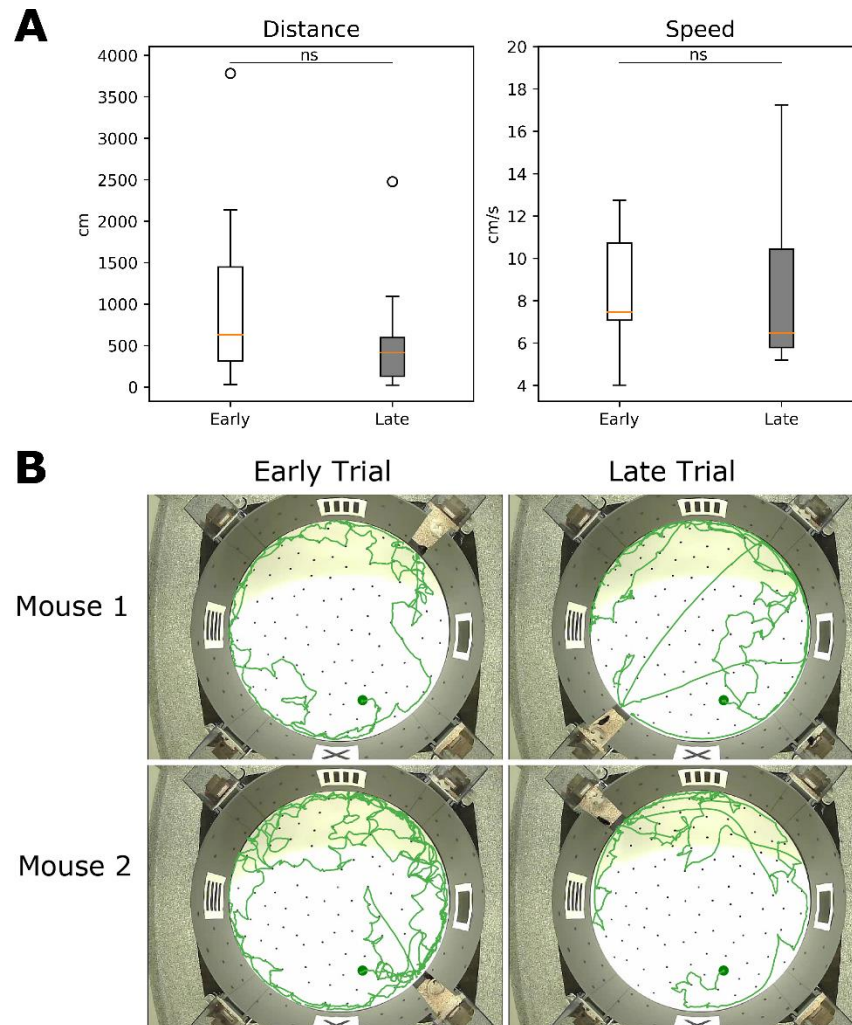 A
Distance
Speed
ns
ns
4000
3500
3000
2500
2000
1500
1000
500
0
cm
20
18
16
14
12
10
8
6
4
cm/s
Early
Late
Early
Late
B
Early Trial
Late Trial
Mouse 1
Mouse 2